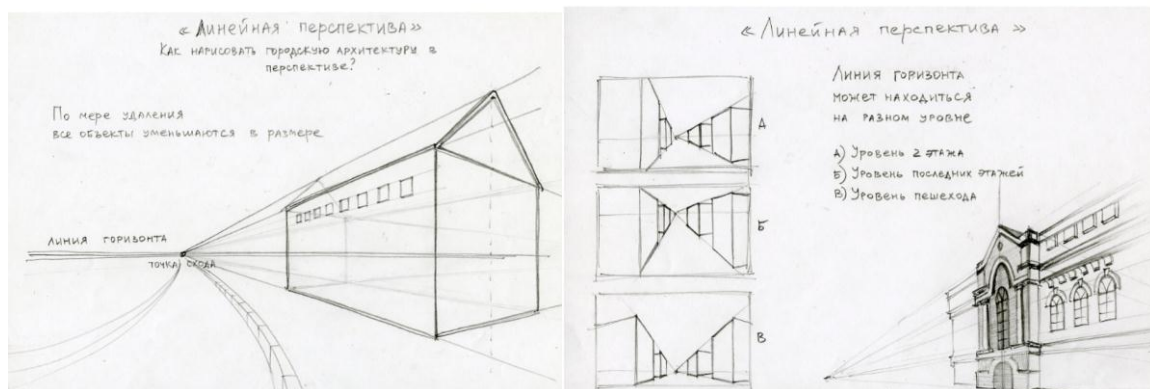 «Линейная перспектива»
Как нарисовать городскую архитектуры в
перспективе?
По мере удаления
все объекты уменьшаются в размере
линия горизонта
точка схода
«Линейная перспектива»
Линия горизонта
может находиться
на разном уровне
А) Уровень 2 этажа
Б) Уровень последних этажей
В) Уровень пешехода
А
Б
В